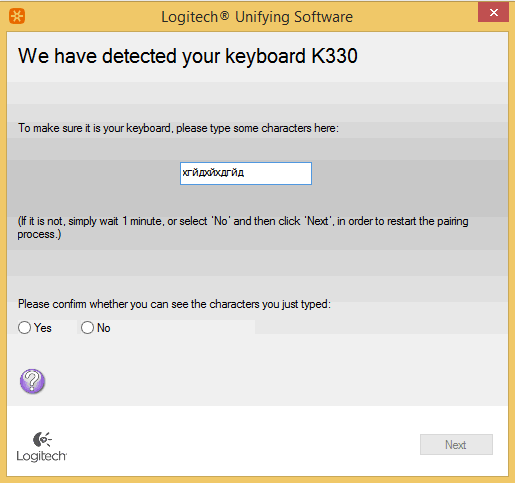 Logitech® Unifying Software
We have detected your keyboard K330
To make sure it is your keyboard, please type some characters here:
хгйдхйхдгйд
(If it is not, simply wait 1 minute, or select 'No' and then click 'Next', in order to restart the pairing
process.)
Please confirm whether you can see the characters you just typed:
Yes No
Logitech
Next